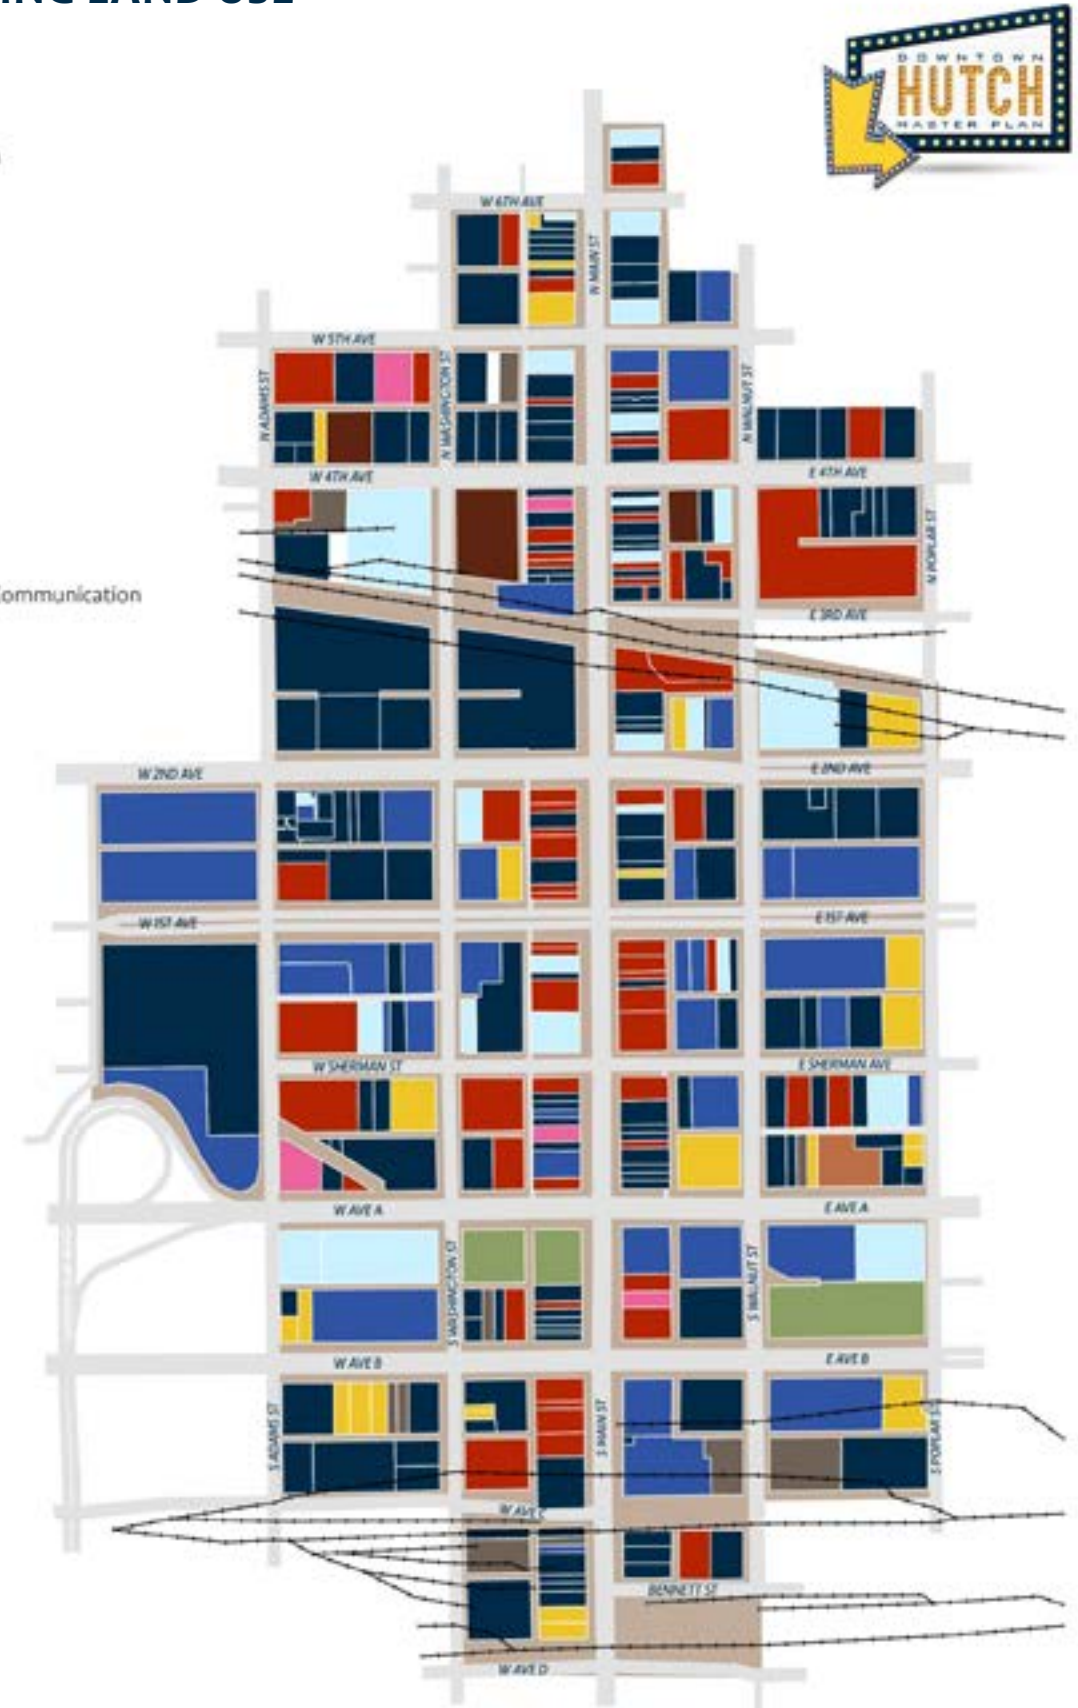 LAND USE
DOWNTOWN
HUTCH
MASTER PLAN
W 6TH AVE
N MAIN ST
W 5TH AVE
N ADAMS ST
N WASHINGTON ST
N WALNUT ST
W 4TH AVE
E 4TH AVE
N POPLAR ST
ommunication
E 3RD AVE
W 2ND AVE
E 2ND AVE
W 1ST AVE
E 1ST AVE
W SHERMAN ST
E SHERMAN AVE
W AVE A
E AVE A
S WASHINGTON ST
S WALNUT ST
W AVE B
E AVE B
S ADAMS ST
S MAIN ST
S POPLAR ST
W AVE C
BENNETT ST
W AVE D